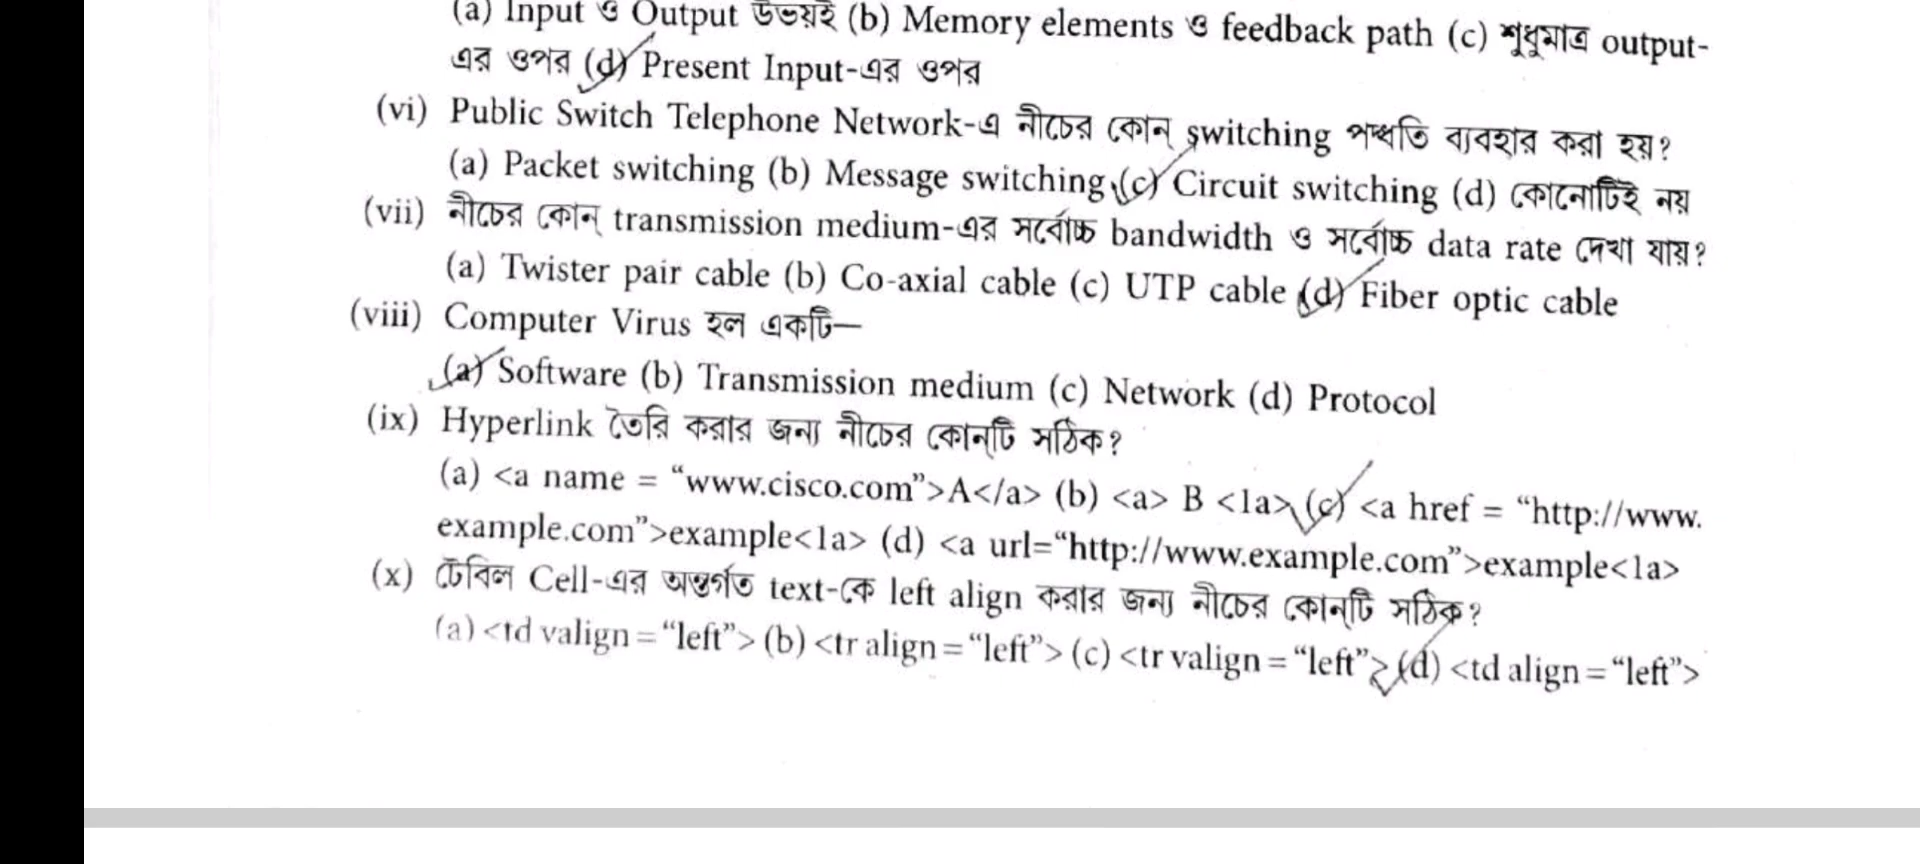 (a) Input ও Output উভয়ই (b) Memory elements ও feedback path (c) শুধুমাত্র output-
এর ওপর (d) Present Input-এর ওপর
(vi) Public Switch Telephone Network-এ নীচের কোন্ switching পদ্ধতি ব্যবহার করা হয়?
(a) Packet switching (b) Message switching (c) Circuit switching (d) কোনোটিই নয়
(vii) নীচের কোন্ transmission medium-এর সর্বোচ্চ bandwidth ও সর্বোচ্চ data rate দেখা যায়?
(a) Twister pair cable (b) Co-axial cable (c) UTP cable (d) Fiber optic cable
(viii) Computer Virus হল একটি—
(a) Software (b) Transmission medium (c) Network (d) Protocol
(ix) Hyperlink তৈরি করার জন্য নীচের কোন্‌টি সঠিক?
(a) <a name = “www.cisco.com”>A</a> (b) <a> B <la> (c) <a href = “http://www.
example.com”>example<la> (d) <a url=“http://www.example.com”>example<la>
(x) টেবিল Cell-এর অন্তর্গত text-কে left align করার জন্য নীচের কোন্‌টি সঠিক?
(a) <td valign = “left”> (b) <tr align = “left”> (c) <tr valign = “left”> (d) <td align = “left”>